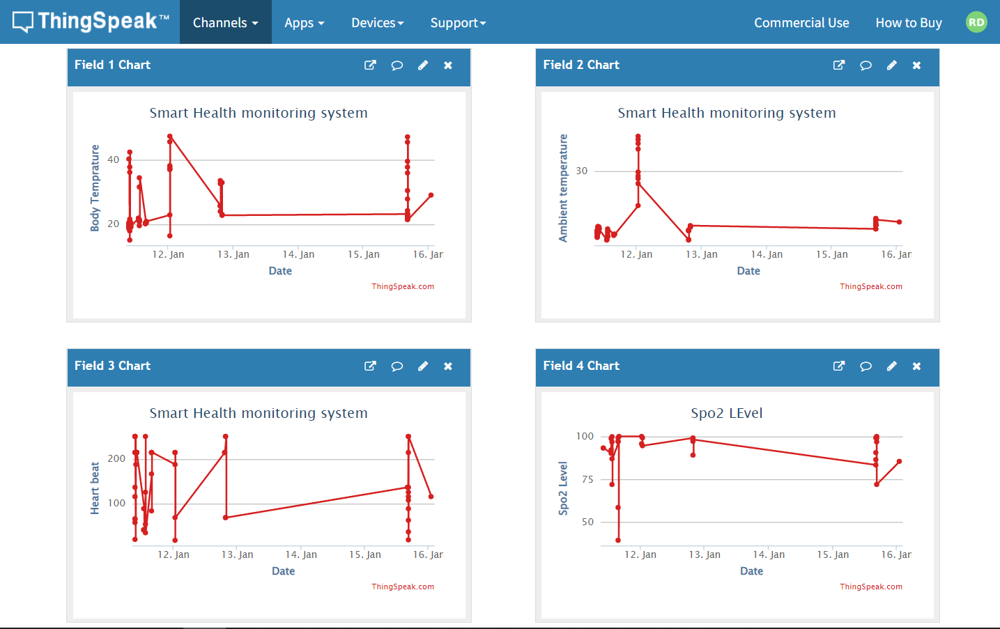 ThingSpeak™ Channels Apps Devices Support Commercial Use How to Buy RD
Field 1 Chart
Smart Health monitoring system
Body Temprature
40
20
12. Jan 13. Jan 14. Jan 15. Jan 16. Jan
Date
ThingSpeak.com
Field 2 Chart
Smart Health monitoring system
Ambient temperature
30
12. Jan 13. Jan 14. Jan 15. Jan 16. Jan
Date
ThingSpeak.com
Field 3 Chart
Smart Health monitoring system
Heart beat
200
100
12. Jan 13. Jan 14. Jan 15. Jan 16. Jan
Date
ThingSpeak.com
Field 4 Chart
Spo2 LEvel
Spo2 Level
100
75
50
12. Jan 13. Jan 14. Jan 15. Jan 16. Jan
Date
ThingSpeak.com